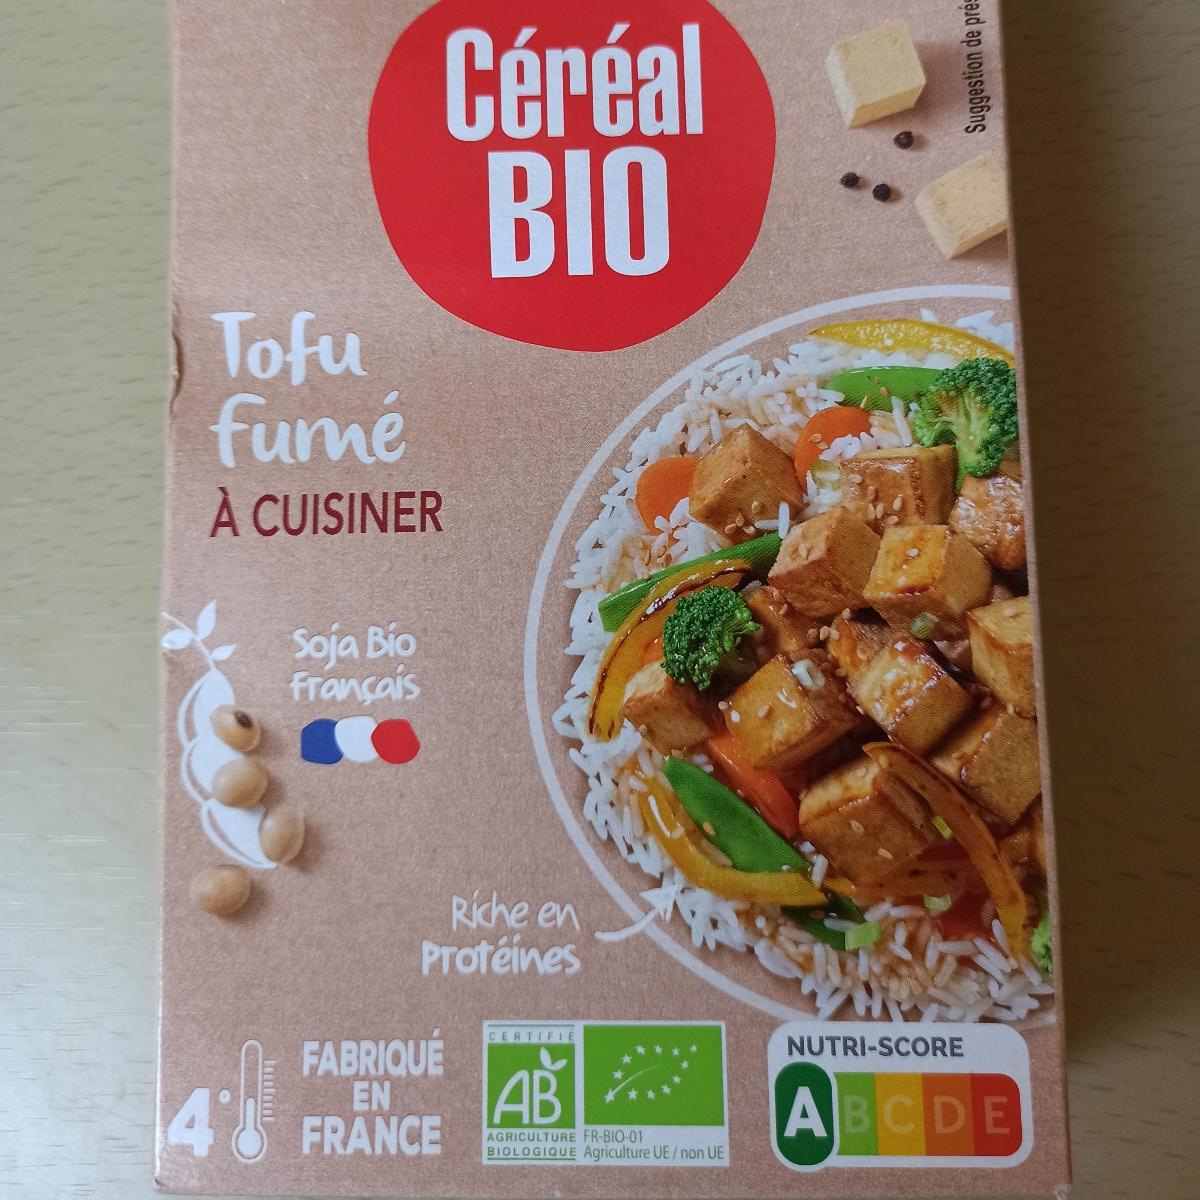 Céréal
BIO
Suggestion de
Tofu
fumé
À CUISINER
Soja Bio
Français
Riche en
Protéines
4°
FABRIQUÉ
EN
FRANCE
CERTIFIÉ
AB
AGRICULTURE
BIOLOGIQUE
FR-BIO-01
Agriculture UE / non UE
NUTRI-SCORE
A B C D E